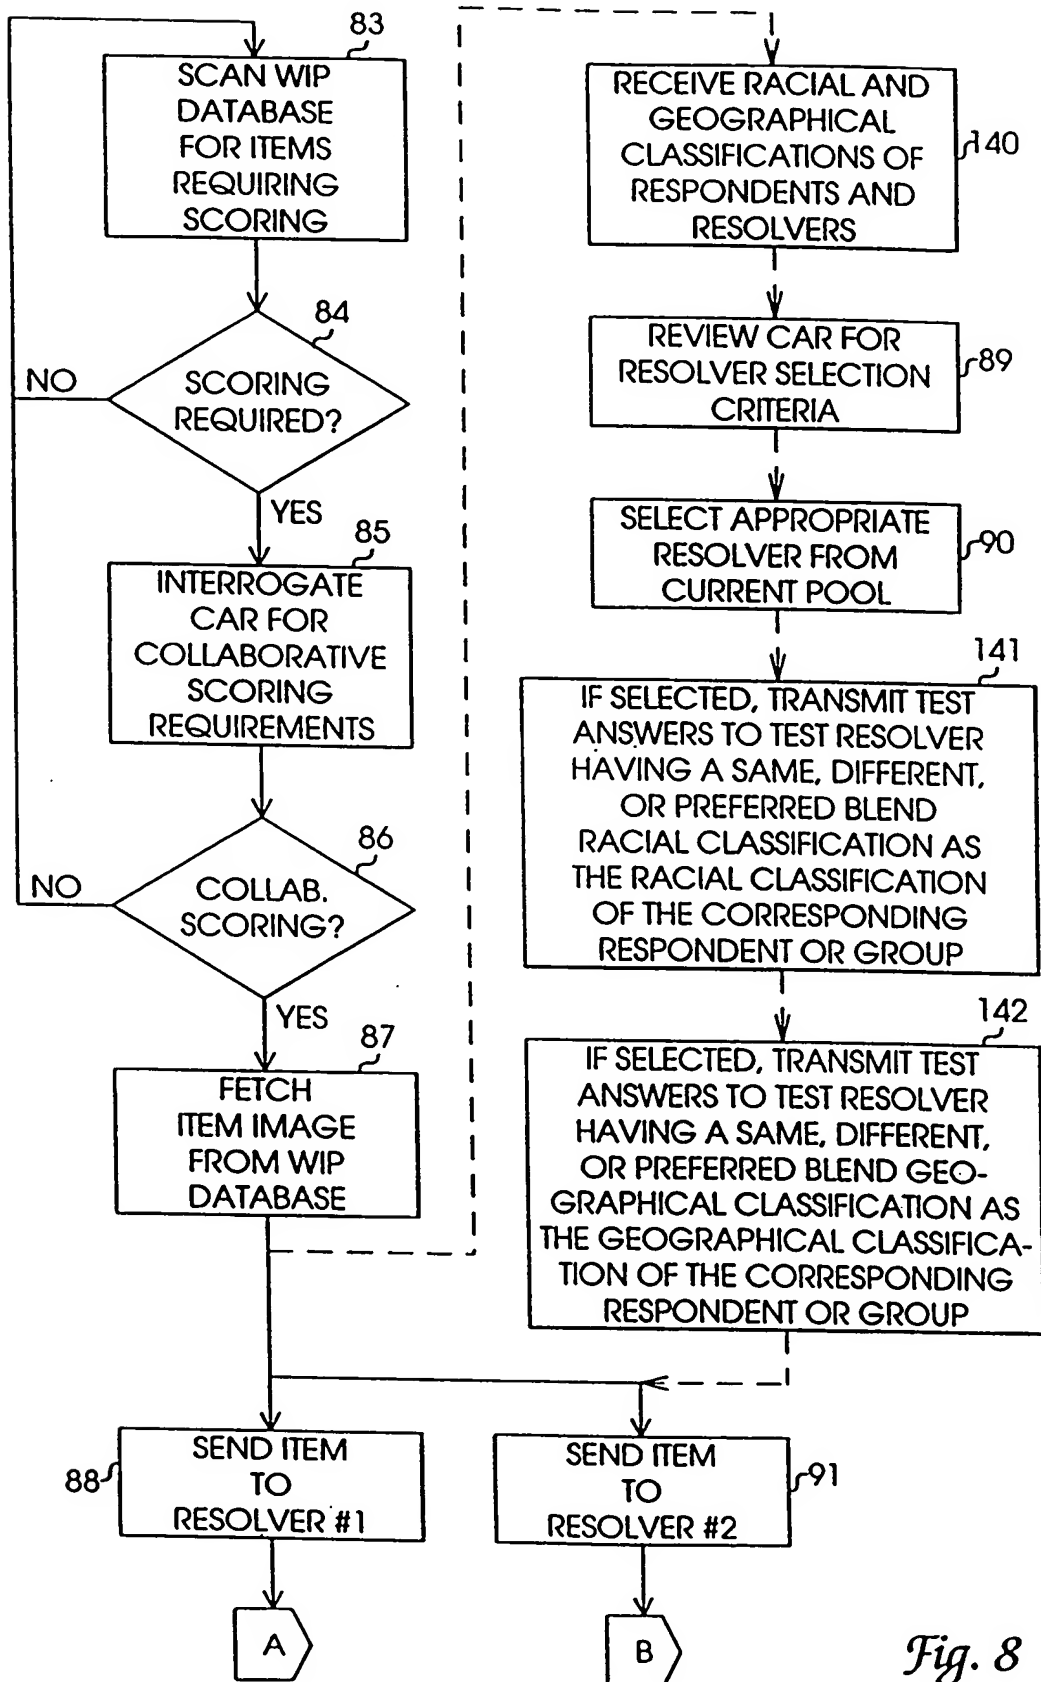 83
SCAN WIP
DATABASE
FOR ITEMS
REQUIRING
SCORING
84
NO
SCORING
REQUIRED?
YES
85
INTERROGATE
CAR FOR
COLLABORATIVE
SCORING
REQUIREMENTS
86
NO
COLLAB.
SCORING?
YES
87
FETCH
ITEM IMAGE
FROM WIP
DATABASE
88
SEND ITEM
TO
RESOLVER #1
A
RECEIVE RACIAL AND
GEOGRAPHICAL
CLASSIFICATIONS OF
RESPONDENTS AND
RESOLVERS
140
REVIEW CAR FOR
RESOLVER SELECTION
CRITERIA
89
SELECT APPROPRIATE
RESOLVER FROM
CURRENT POOL
90
141
IF SELECTED, TRANSMIT TEST
ANSWERS TO TEST RESOLVER
HAVING A SAME, DIFFERENT,
OR PREFERRED BLEND
RACIAL CLASSIFICATION AS
THE RACIAL CLASSIFICATION
OF THE CORRESPONDING
RESPONDENT OR GROUP
142
IF SELECTED, TRANSMIT TEST
ANSWERS TO TEST RESOLVER
HAVING A SAME, DIFFERENT,
OR PREFERRED BLEND GEO-
GRAPHICAL CLASSIFICATION AS
THE GEOGRAPHICAL CLASSIFICA-
TION OF THE CORRESPONDING
RESPONDENT OR GROUP
SEND ITEM
TO
RESOLVER #2
91
B
Fig. 8